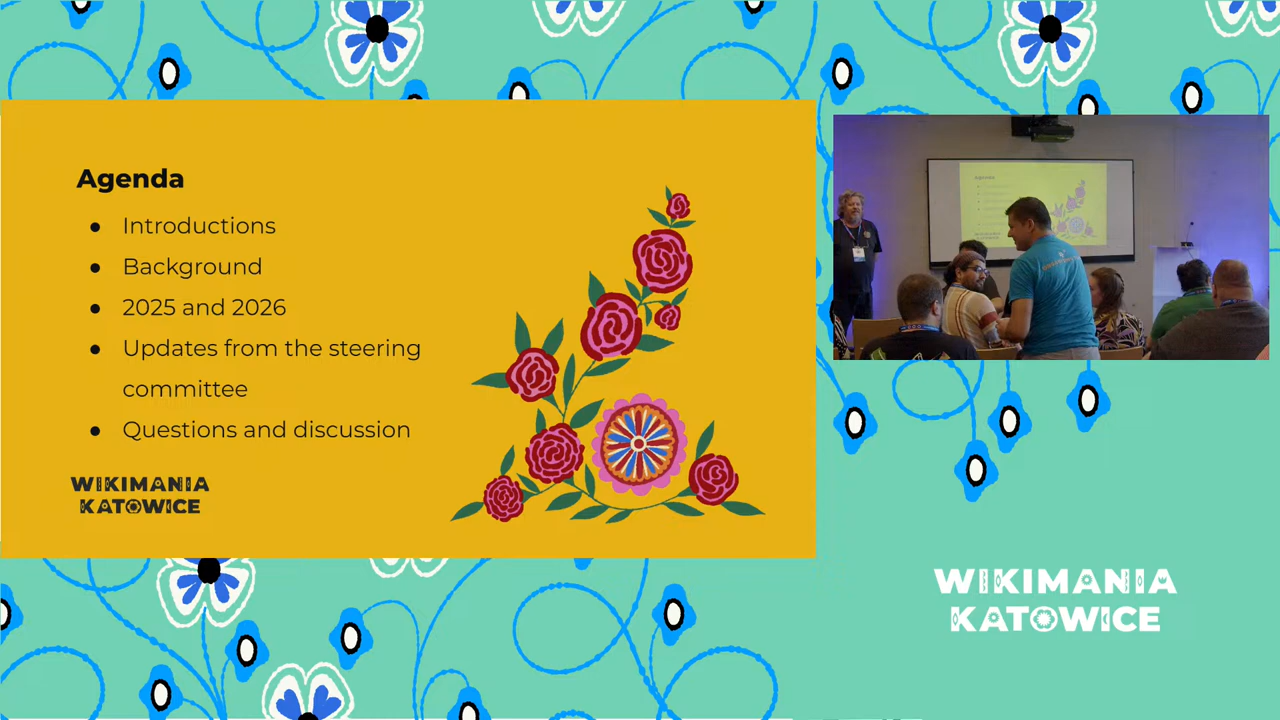 Agenda
● Introductions
● Background
● 2025 and 2026
● Updates from the steering
committee
● Questions and discussion
WIKIMANIA
KATOWICE
WIKIMANIA
KATOWICE